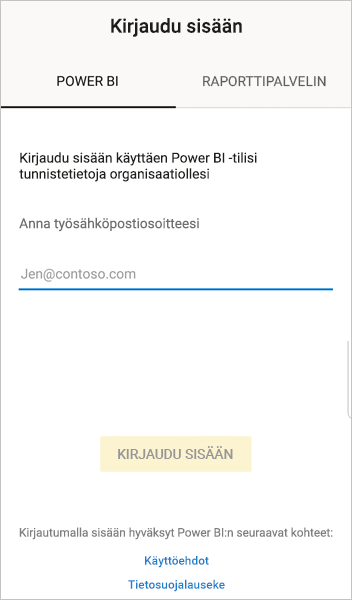 Kirjaudu sisään
POWER BI
RAPORTTIPALVELIN
Kirjaudu sisään käyttäen Power BI -tilisi
tunnistetietoja organisaatiollesi
Anna työsähköpostiosoitteesi
Jen@contoso.com
KIRJAUDU SISÄÄN
Kirjautumalla sisään hyväksyt Power BI:n seuraavat kohteet:
Käyttöehdot
Tietosuojalauseke